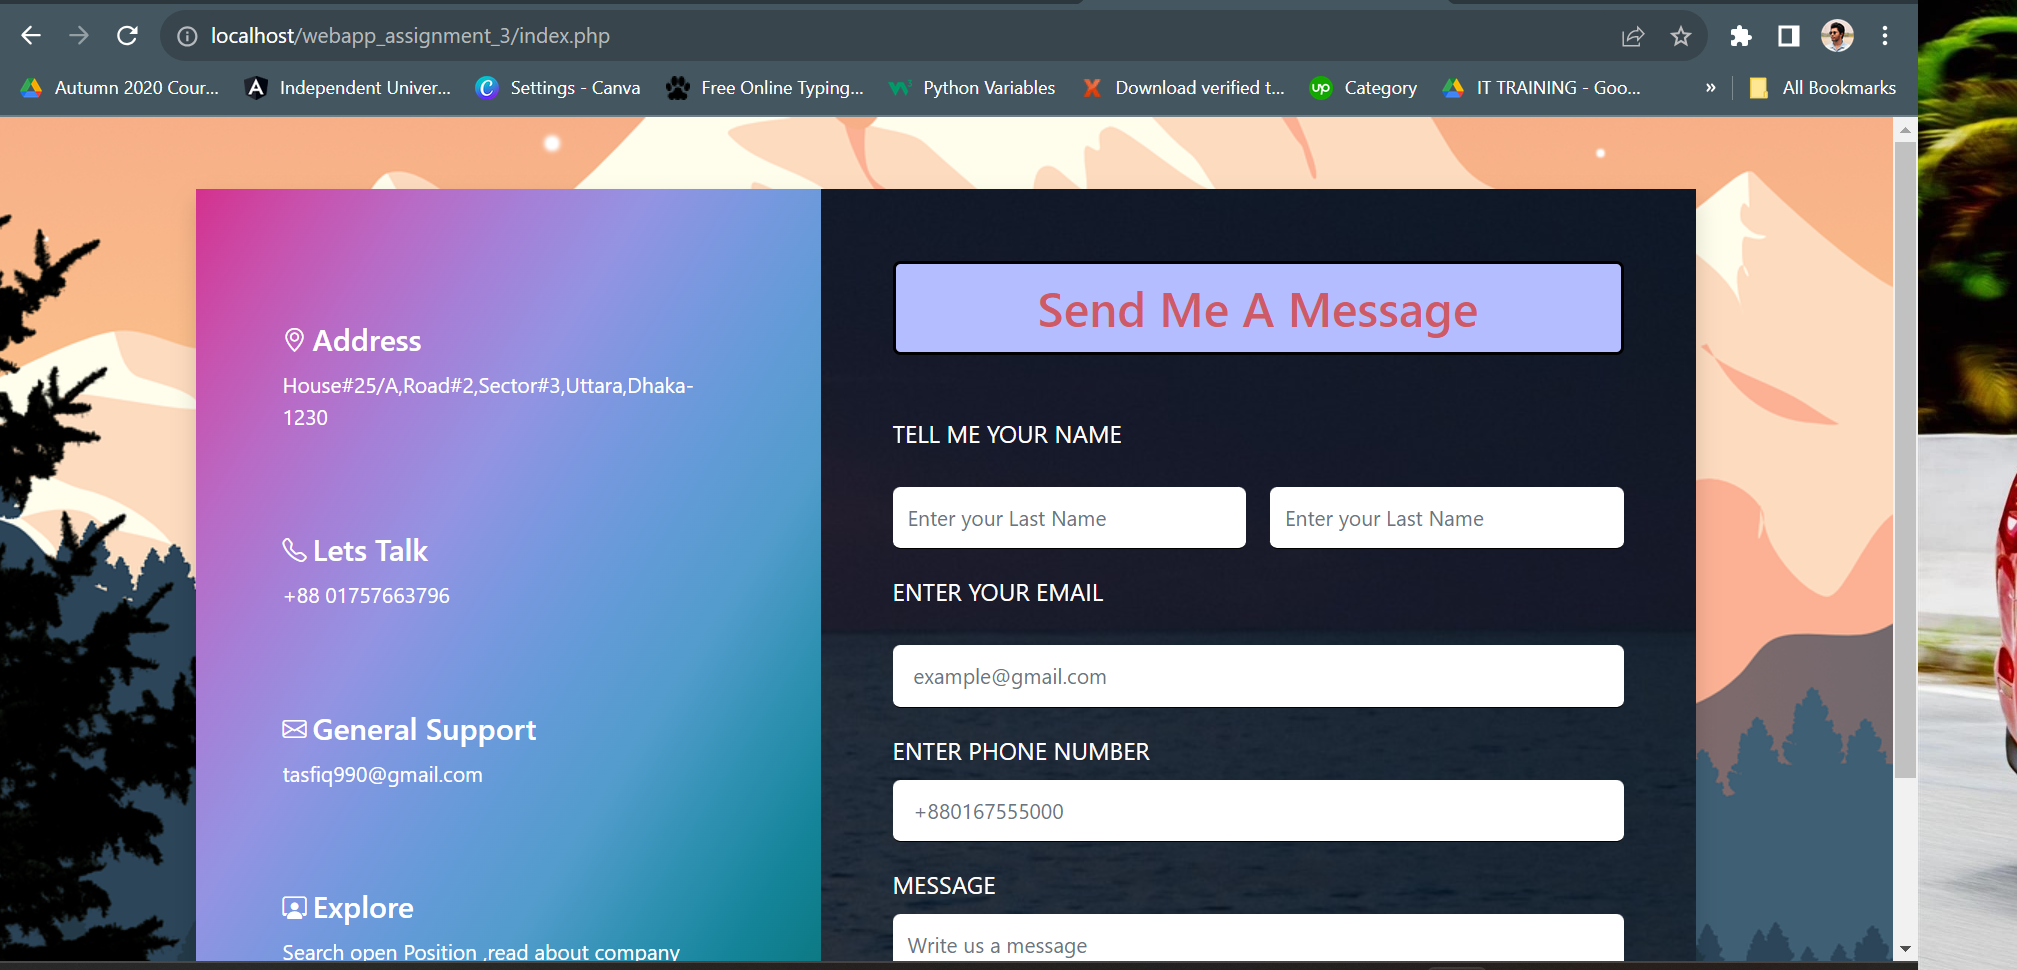 localhost/webapp_assignment_3/index.php
Autumn 2020 Cour... Independent Univer... Settings - Canva Free Online Typing... Python Variables Download verified t... Category IT TRAINING - Goo... » All Bookmarks
Address
House#25/A,Road#2,Sector#3,Uttara,Dhaka-
1230
Lets Talk
+88 01757663796
General Support
tasfiq990@gmail.com
Explore
Search open Position ,read about company
Send Me A Message
TELL ME YOUR NAME
Enter your Last Name Enter your Last Name
ENTER YOUR EMAIL
example@gmail.com
ENTER PHONE NUMBER
+880167555000
MESSAGE
Write us a message